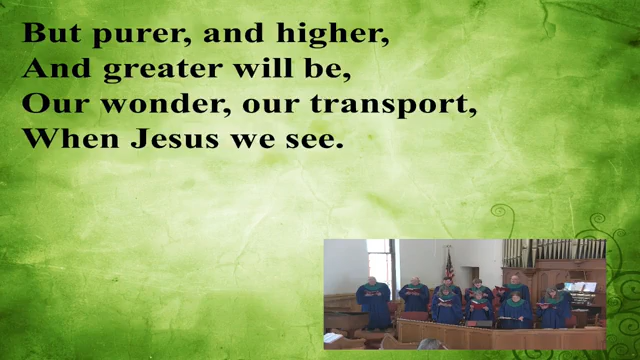 But purer, and higher,
And greater will be,
Our wonder, our transport,
When Jesus we see.